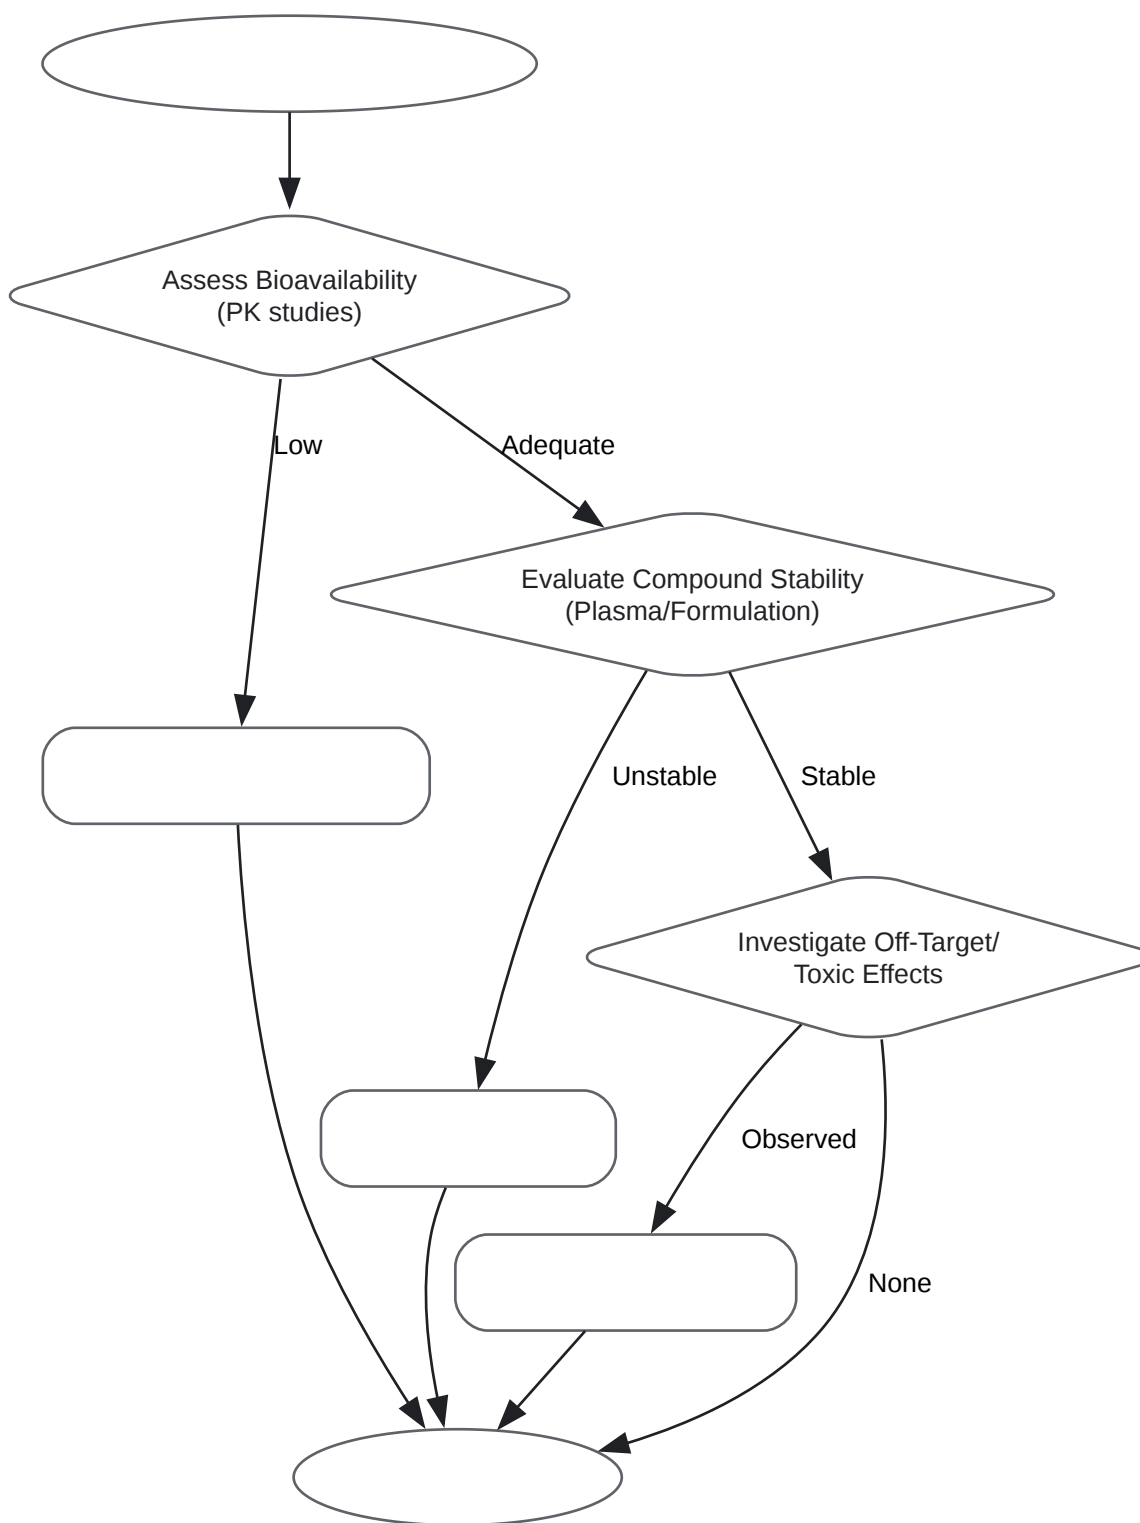 Assess Bioavailability
(PK studies)
Low
Adequate
Evaluate Compound Stability
(Plasma/Formulation)
Unstable
Stable
Investigate Off-Target/
Toxic Effects
Observed
None